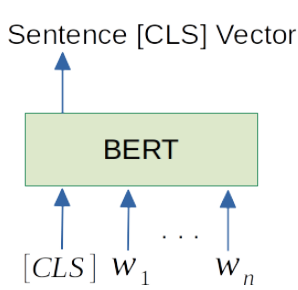 Sentence [CLS] Vector
BERT
. . .
[CLS] w1 wn